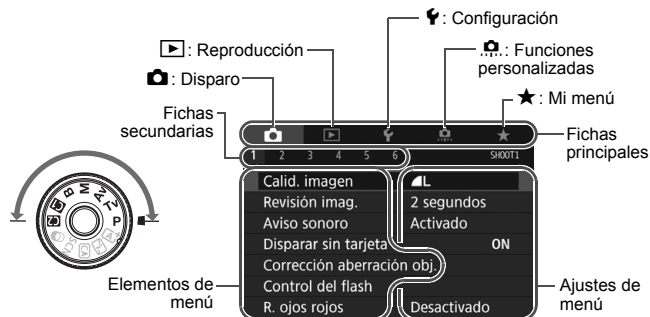 : Configuración
: Reproducción
: Funciones
personalizadas
: Disparo
: Mi menú
Fichas
secundarias
Fichas
principales
1 2 3 4 5 6 SHOOT1
Calid. imagen L
Revisión imag. 2 segundos
Aviso sonoro Activado
Disparar sin tarjeta ON
Corrección aberración obj.
Control del flash
R. ojos rojos Desactivado
B M Av Tv P
Elementos de
menú
Ajustes de
menú